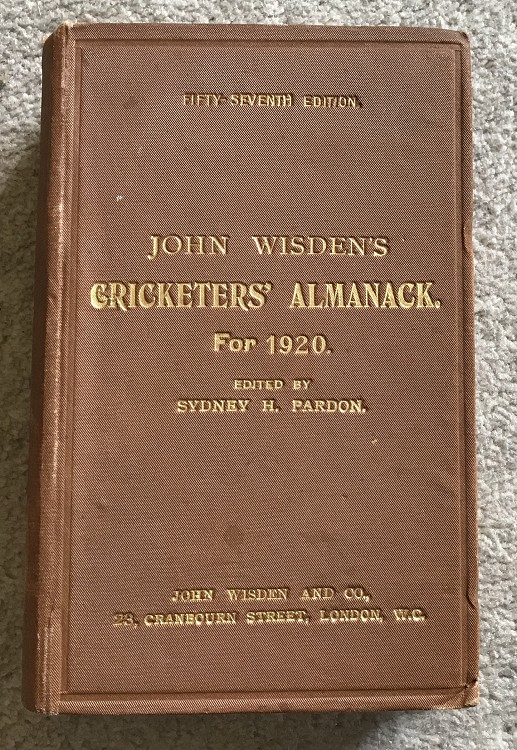 FIFTY-SEVENTH EDITION.
JOHN WISDEN'S
CRICKETERS' ALMANACK.
For 1920.
EDITED BY
SYDNEY H. PARDON.
JOHN WISDEN AND CO.,
23, CRANBOURN STREET, LONDON, W.C.